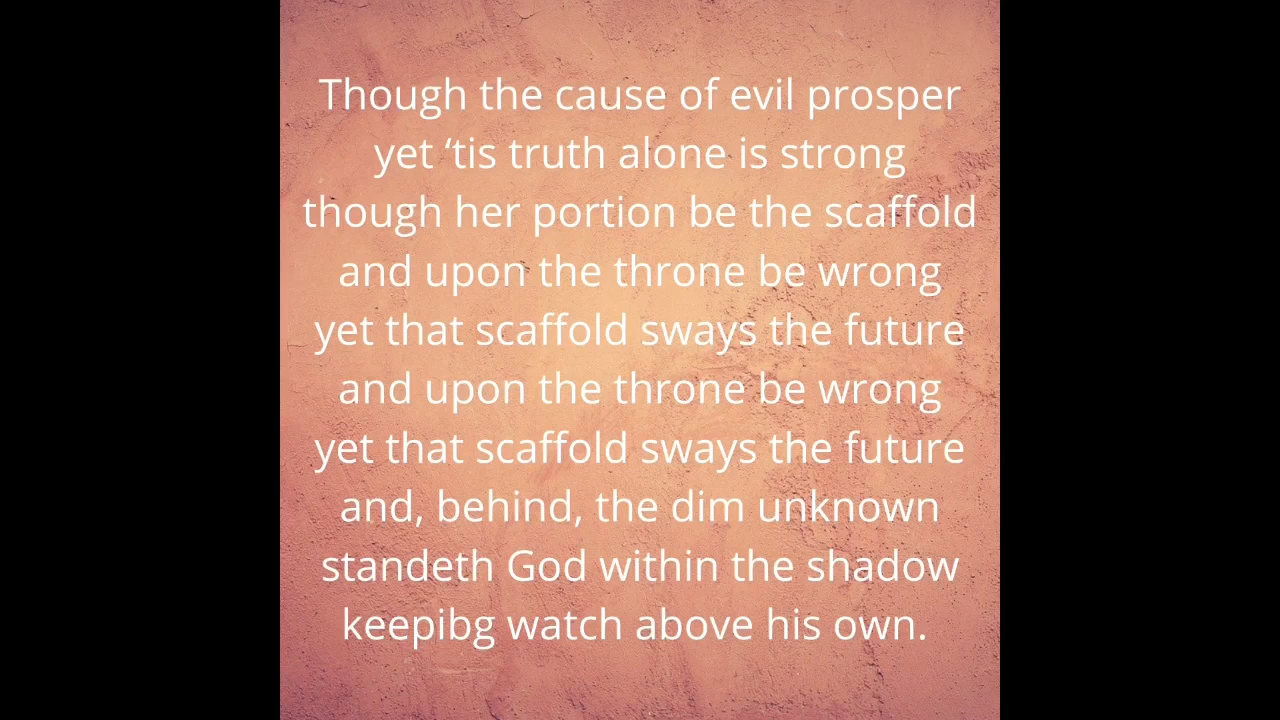 Though the cause of evil prosper
yet ‘tis truth alone is strong
though her portion be the scaffold
and upon the throne be wrong
yet that scaffold sways the future
and upon the throne be wrong
yet that scaffold sways the future
and, behind, the dim unknown
standeth God within the shadow
keepibg watch above his own.